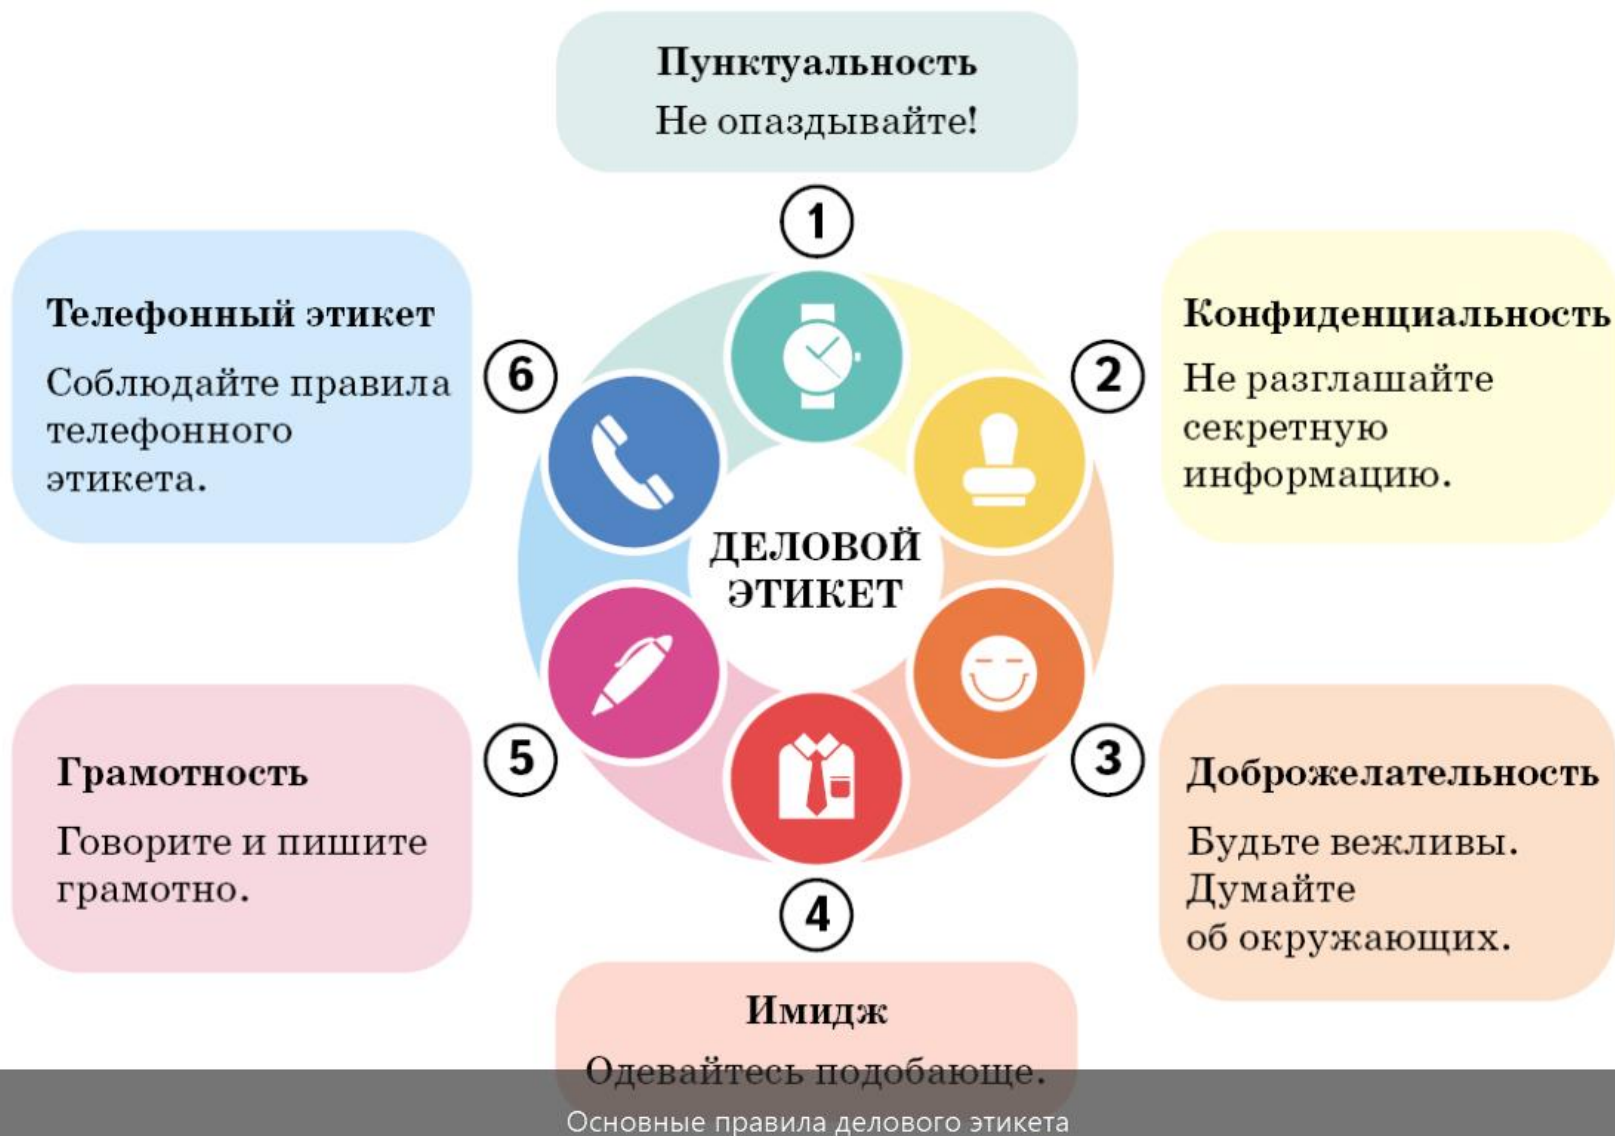 Пунктуальность
Не опаздывайте!
1
Конфиденциальность
Не разглашайте
секретную
информацию.
2
Доброжелательность
Будьте вежливы.
Думайте
об окружающих.
3
4
Имидж
Одевайтесь подобающе.
Грамотность
Говорите и пишите
грамотно.
5
Телефонный этикет
Соблюдайте правила
телефонного
этикета.
6
ДЕЛОВОЙ
ЭТИКЕТ
Основные правила делового этикета